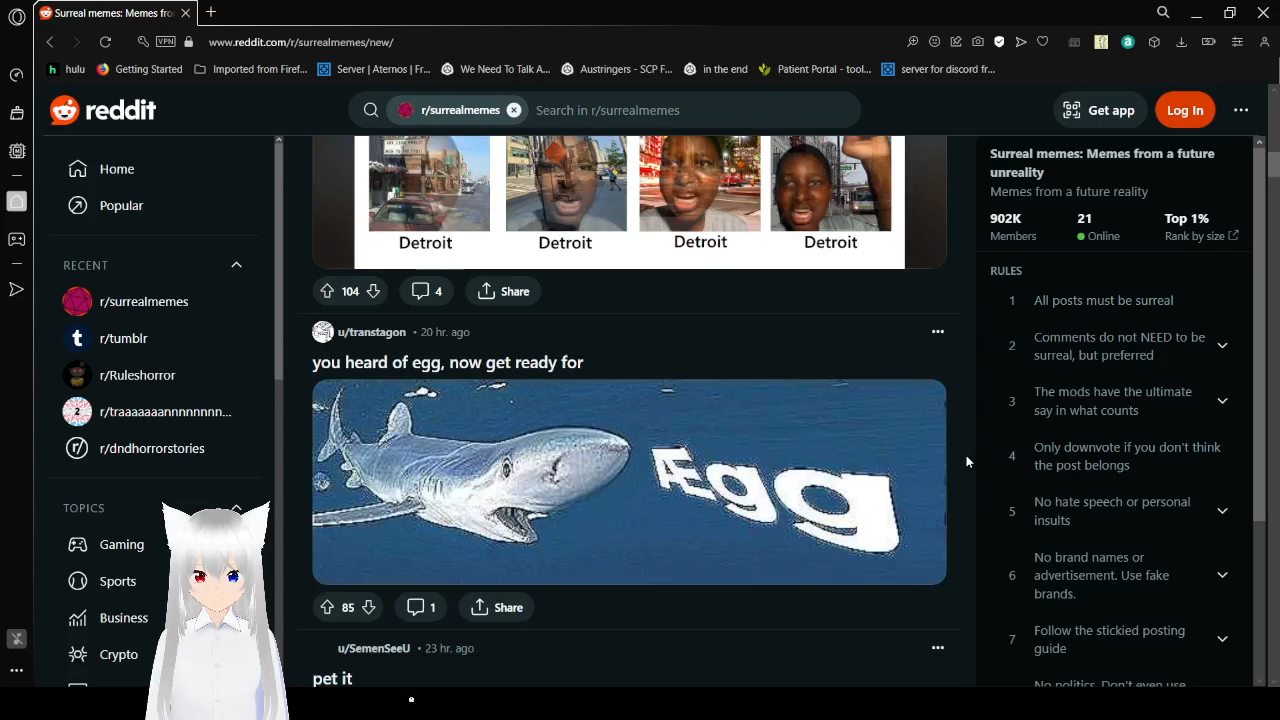 Surreal memes: Memes fro
VPN
www.reddit.com/r/surrealmemes/new/
hulu
Getting Started
Imported from Firef...
Server | Aternos | Fr...
We Need To Talk A...
Austringers - SCP F...
in the end
Patient Portal - tool...
server for discord fr...
reddit
r/surrealmemes
Search in r/surrealmemes
Get app
Log In
Home
Popular
RECENT
r/surrealmemes
r/tumblr
r/Ruleshorror
r/traaaaaaannnnnnnn...
r/dndhorrorstories
TOPICS
Gaming
Sports
Business
Crypto
Detroit
Detroit
Detroit
Detroit
104
4
Share
u/transtagon • 20 hr. ago
you heard of egg, now get ready for
Ægg
85
1
Share
u/SemenSeeU • 23 hr. ago
pet it
Surreal memes: Memes from a future
unreality
Memes from a future reality
902K
21
Top 1%
Members
Online
Rank by size
RULES
1 All posts must be surreal
2 Comments do not NEED to be
surreal, but preferred
3 The mods have the ultimate
say in what counts
4 Only downvote if you don't think
the post belongs
5 No hate speech or personal
insults
6 No brand names or
advertisement. Use fake
brands.
7 Follow the stickied posting
guide
No politics. Don't even use